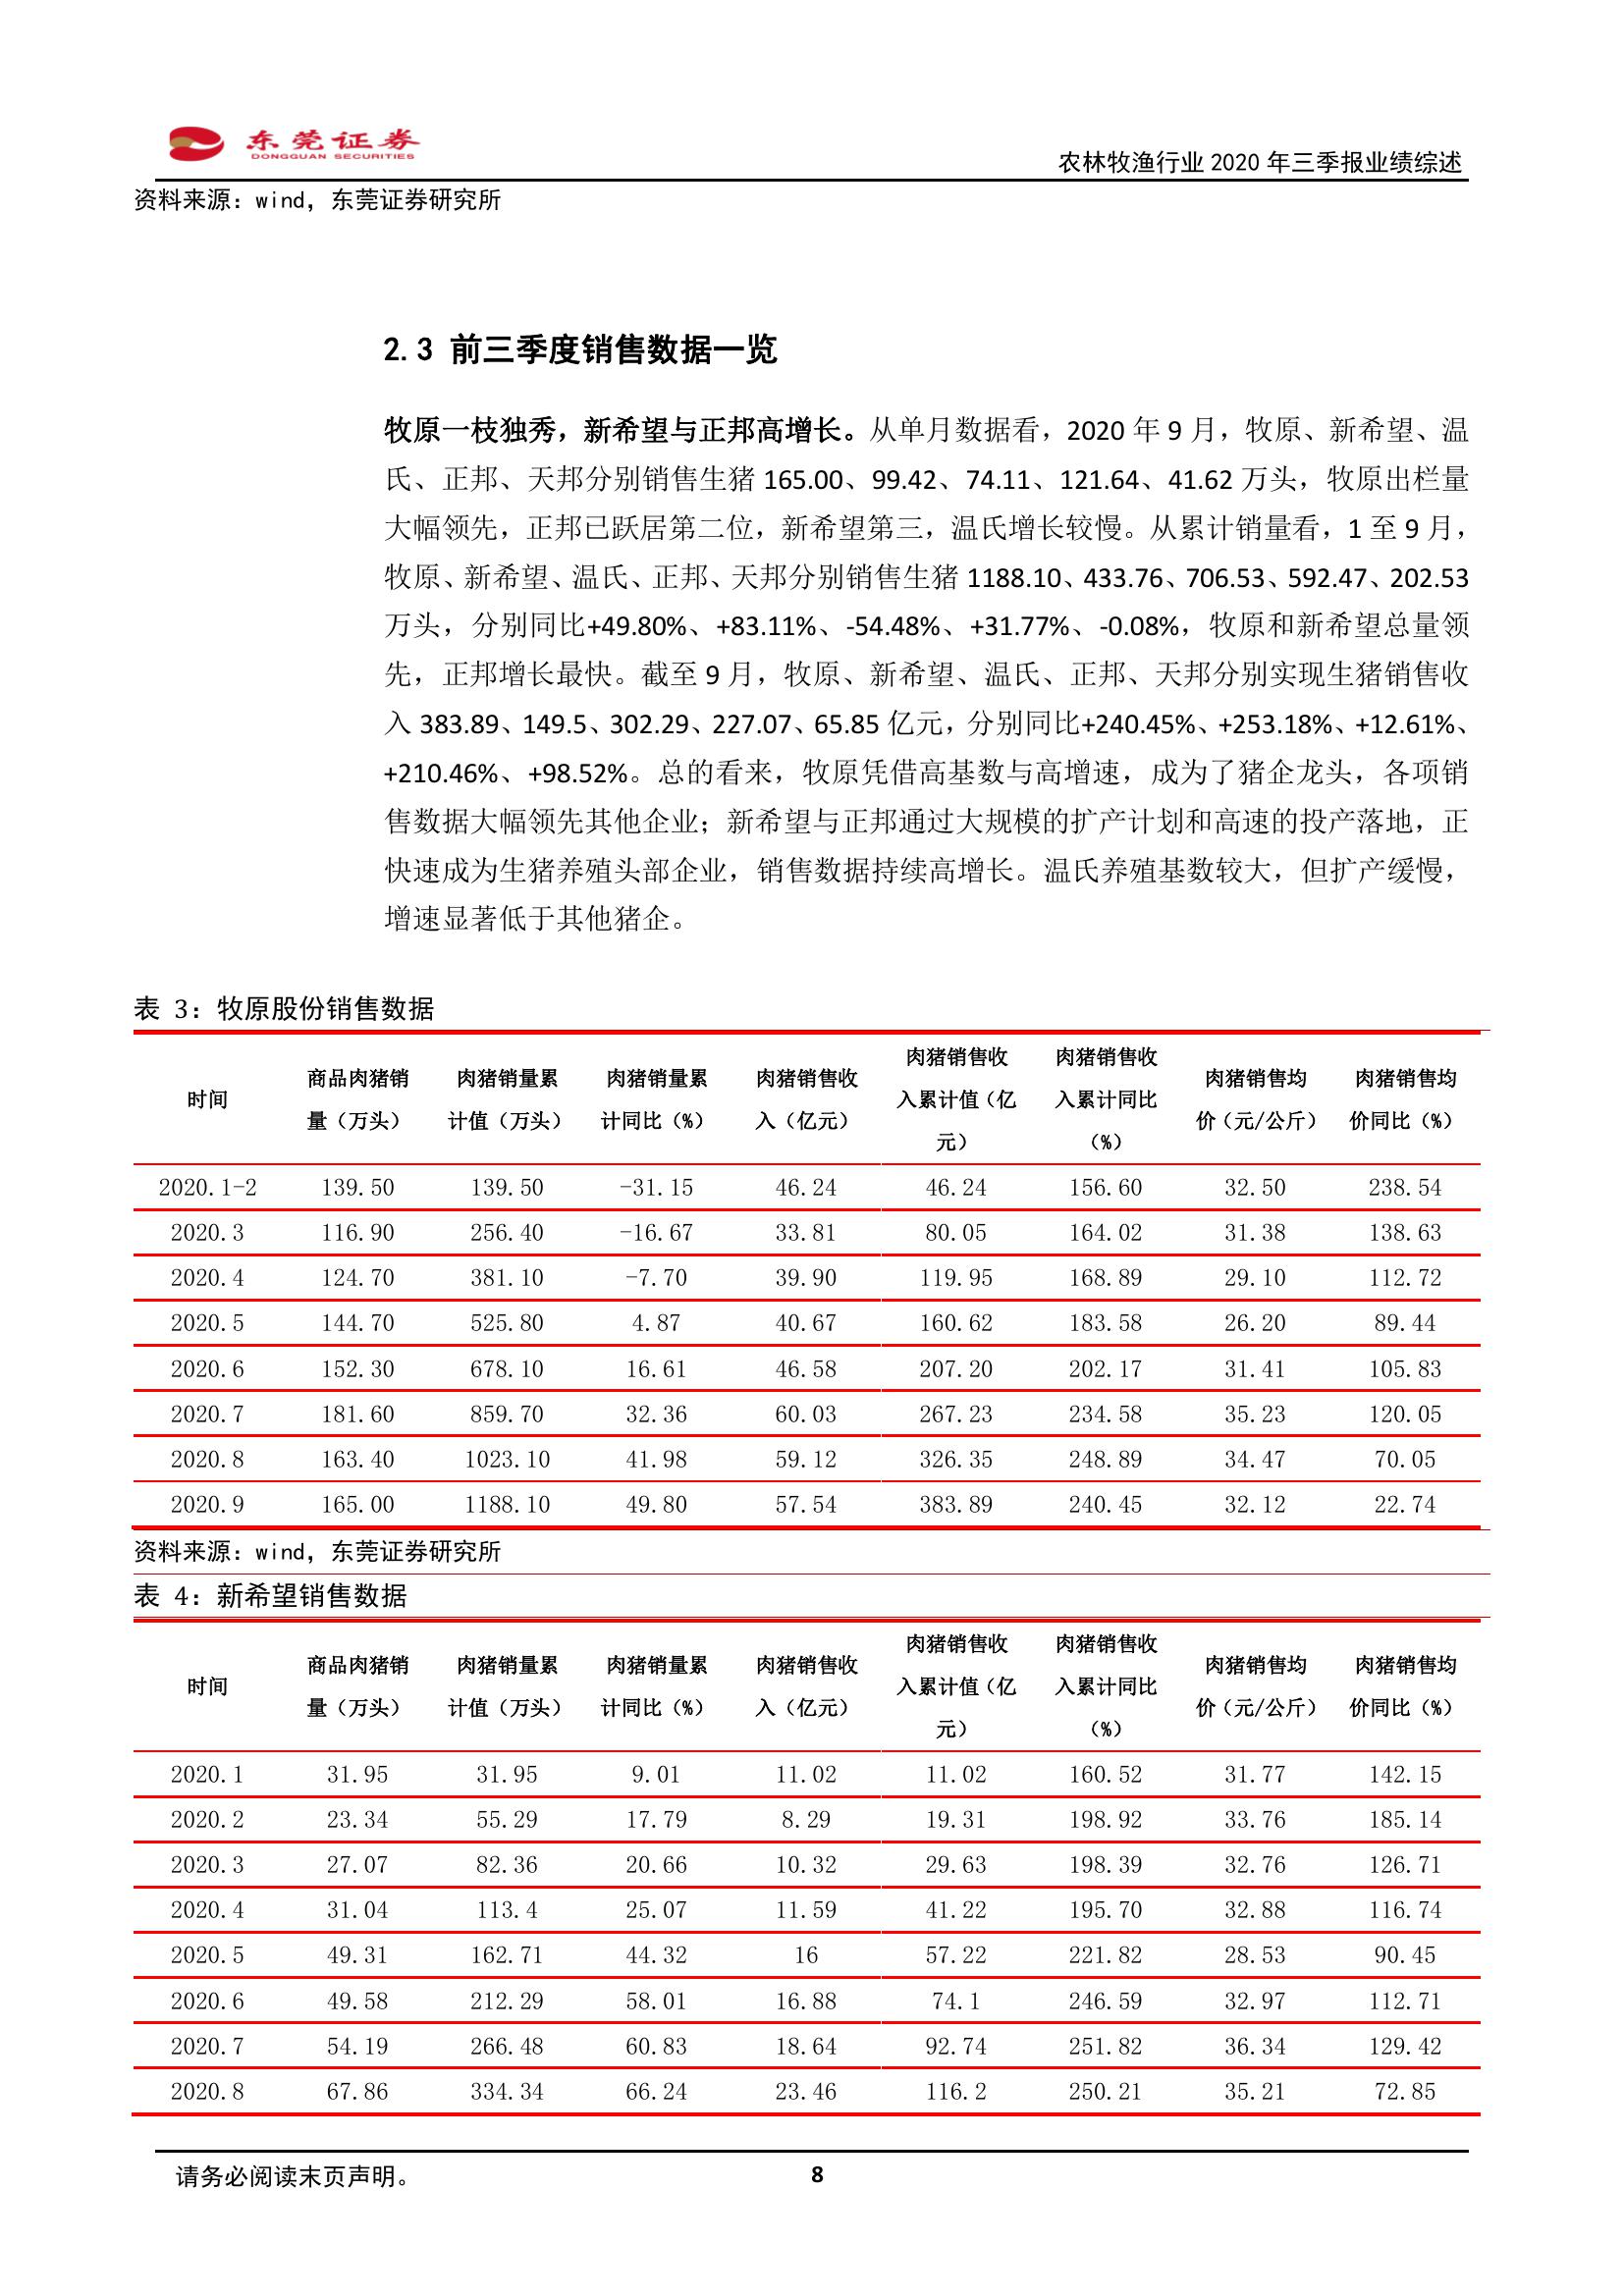 东莞证券
DONGGUAN SECURITIES
农林牧渔行业 2020 年三季报业绩综述
资料来源：wind，东莞证券研究所
2.3 前三季度销售数据一览
牧原一枝独秀，新希望与正邦高增长。从单月数据看，2020 年 9 月，牧原、新希望、温
氏、正邦、天邦分别销售生猪 165.00、99.42、74.11、121.64、41.62 万头，牧原出栏量
大幅领先，正邦已跃居第二位，新希望第三，温氏增长较慢。从累计销量看，1 至 9 月，
牧原、新希望、温氏、正邦、天邦分别销售生猪 1188.10、433.76、706.53、592.47、202.53
万头，分别同比+49.80%、+83.11%、-54.48%、+31.77%、-0.08%，牧原和新希望总量领
先，正邦增长最快。截至 9 月，牧原、新希望、温氏、正邦、天邦分别实现生猪销售收
入 383.89、149.5、302.29、227.07、65.85 亿元，分别同比+240.45%、+253.18%、+12.61%、
+210.46%、+98.52%。总的看来，牧原凭借高基数与高增速，成为了猪企龙头，各项销
售数据大幅领先其他企业；新希望与正邦通过大规模的扩产计划和高速的投产落地，正
快速成为生猪养殖头部企业，销售数据持续高增长。温氏养殖基数较大，但扩产缓慢，
增速显著低于其他猪企。
表 3：牧原股份销售数据
时间 商品肉猪销量（万头） 肉猪销量累计值（万头） 肉猪销量累计同比（%） 肉猪销售收入（亿元） 肉猪销售收入累计值（亿元） 肉猪销售收入累计同比（%） 肉猪销售均价（元/公斤） 肉猪销售均价同比（%）
2020.1-2 139.50 139.50 -31.15 46.24 46.24 156.60 32.50 238.54
2020.3 116.90 256.40 -16.67 33.81 80.05 164.02 31.38 138.63
2020.4 124.70 381.10 -7.70 39.90 119.95 168.89 29.10 112.72
2020.5 144.70 525.80 4.87 40.67 160.62 183.58 26.20 89.44
2020.6 152.30 678.10 16.61 46.58 207.20 202.17 31.41 105.83
2020.7 181.60 859.70 32.36 60.03 267.23 234.58 35.23 120.05
2020.8 163.40 1023.10 41.98 59.12 326.35 248.89 34.47 70.05
2020.9 165.00 1188.10 49.80 57.54 383.89 240.45 32.12 22.74
资料来源：wind，东莞证券研究所
表 4：新希望销售数据
时间 商品肉猪销量（万头） 肉猪销量累计值（万头） 肉猪销量累计同比（%） 肉猪销售收入（亿元） 肉猪销售收入累计值（亿元） 肉猪销售收入累计同比（%） 肉猪销售均价（元/公斤） 肉猪销售均价同比（%）
2020.1 31.95 31.95 9.01 11.02 11.02 160.52 31.77 142.15
2020.2 23.34 55.29 17.79 8.29 19.31 198.92 33.76 185.14
2020.3 27.07 82.36 20.66 10.32 29.63 198.39 32.76 126.71
2020.4 31.04 113.4 25.07 11.59 41.22 195.70 32.88 116.74
2020.5 49.31 162.71 44.32 16 57.22 221.82 28.53 90.45
2020.6 49.58 212.29 58.01 16.88 74.1 246.59 32.97 112.71
2020.7 54.19 266.48 60.83 18.64 92.74 251.82 36.34 129.42
2020.8 67.86 334.34 66.24 23.46 116.2 250.21 35.21 72.85
请务必阅读末页声明。
8